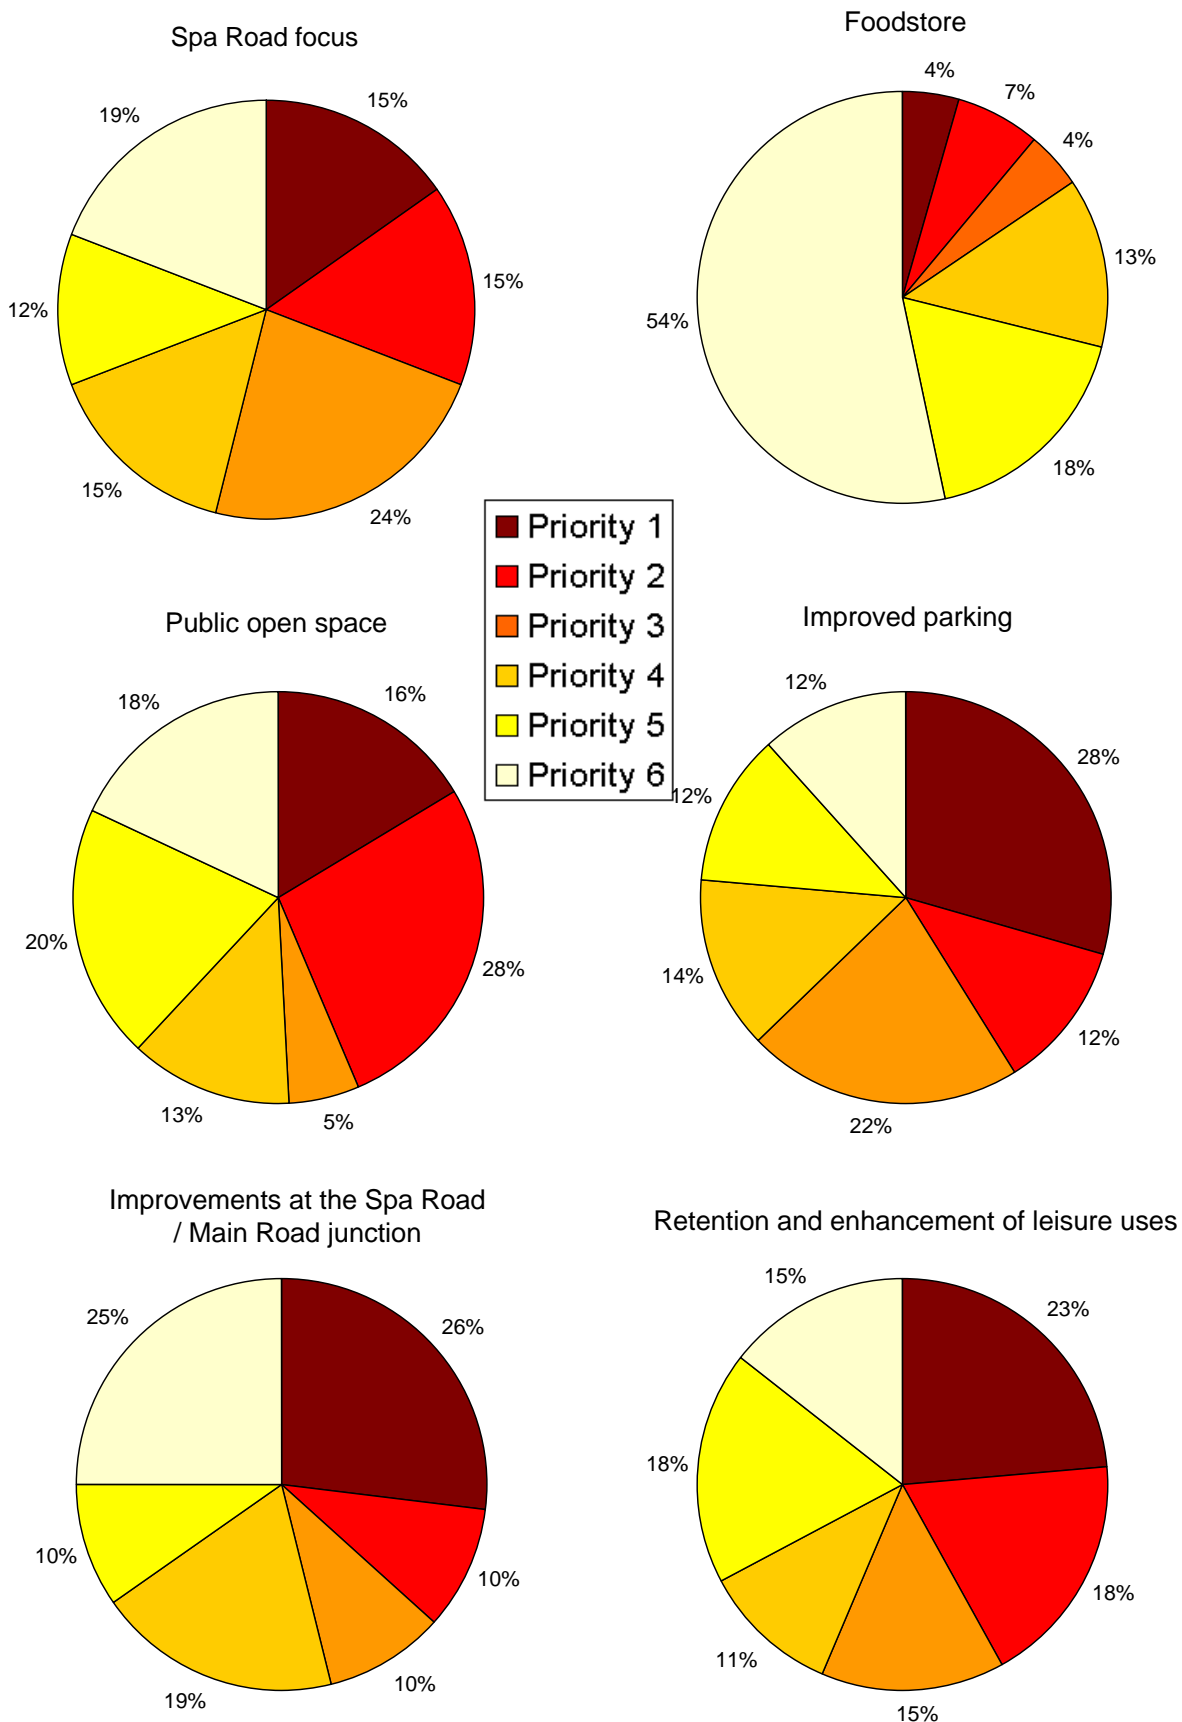 Spa Road focus
15%
15%
24%
15%
12%
19%
Foodstore
4%
7%
4%
13%
18%
54%
Priority 1
Priority 2
Priority 3
Priority 4
Priority 5
Priority 6
Public open space
16%
28%
5%
13%
20%
18%
Improved parking
28%
12%
22%
14%
12%
12%
Improvements at the Spa Road
/ Main Road junction
26%
10%
10%
19%
10%
25%
Retention and enhancement of leisure uses
23%
18%
15%
11%
18%
15%